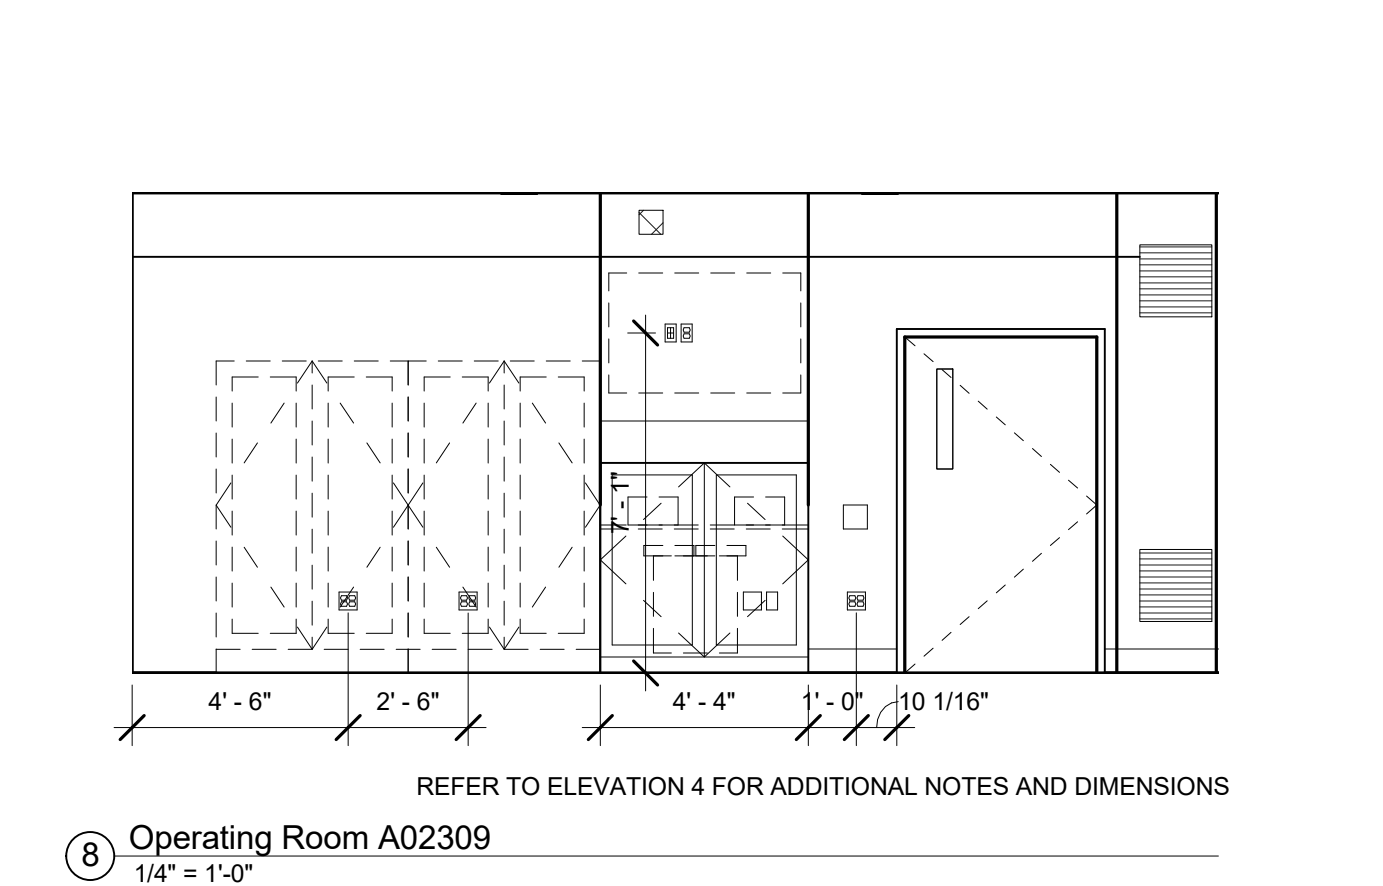 7' - 1"
4' - 6"
2' - 6"
4' - 4"
1' - 0"
10 1/16"
REFER TO ELEVATION 4 FOR ADDITIONAL NOTES AND DIMENSIONS
8
Operating Room A02309
1/4" = 1'-0"